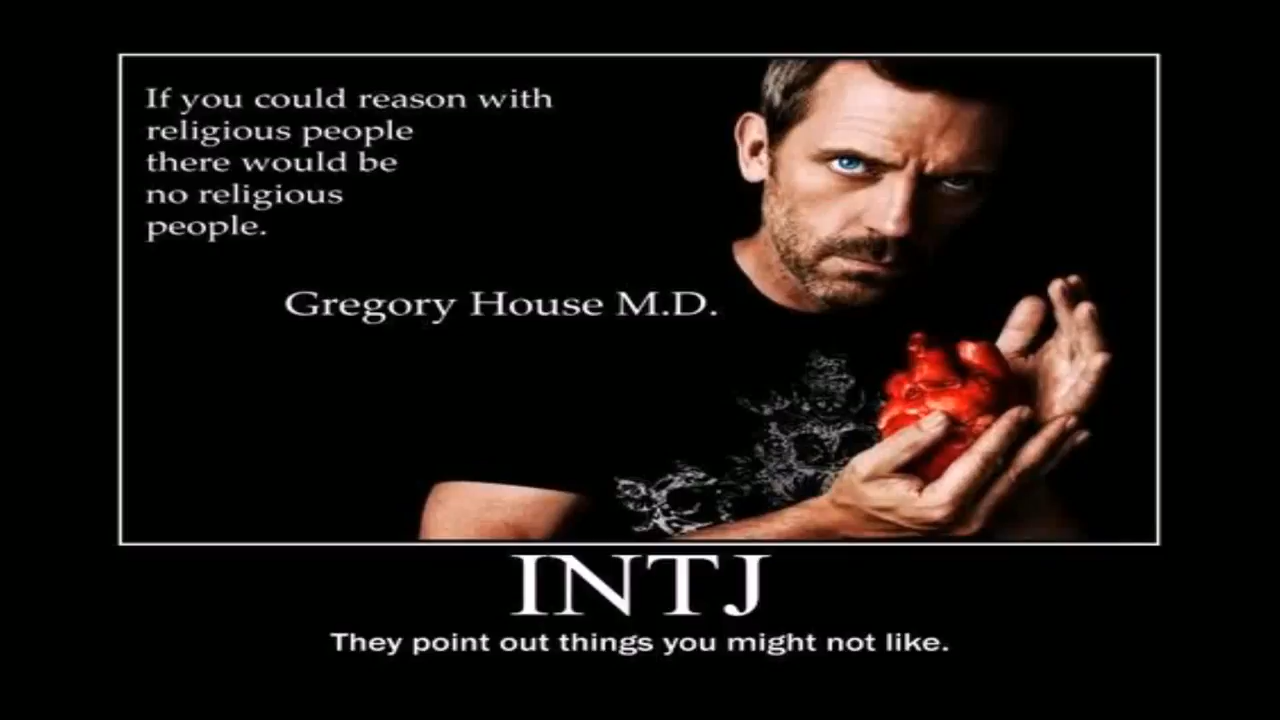 If you could reason with
religious people
there would be
no religious
people.
Gregory House M.D.
INTJ
They point out things you might not like.